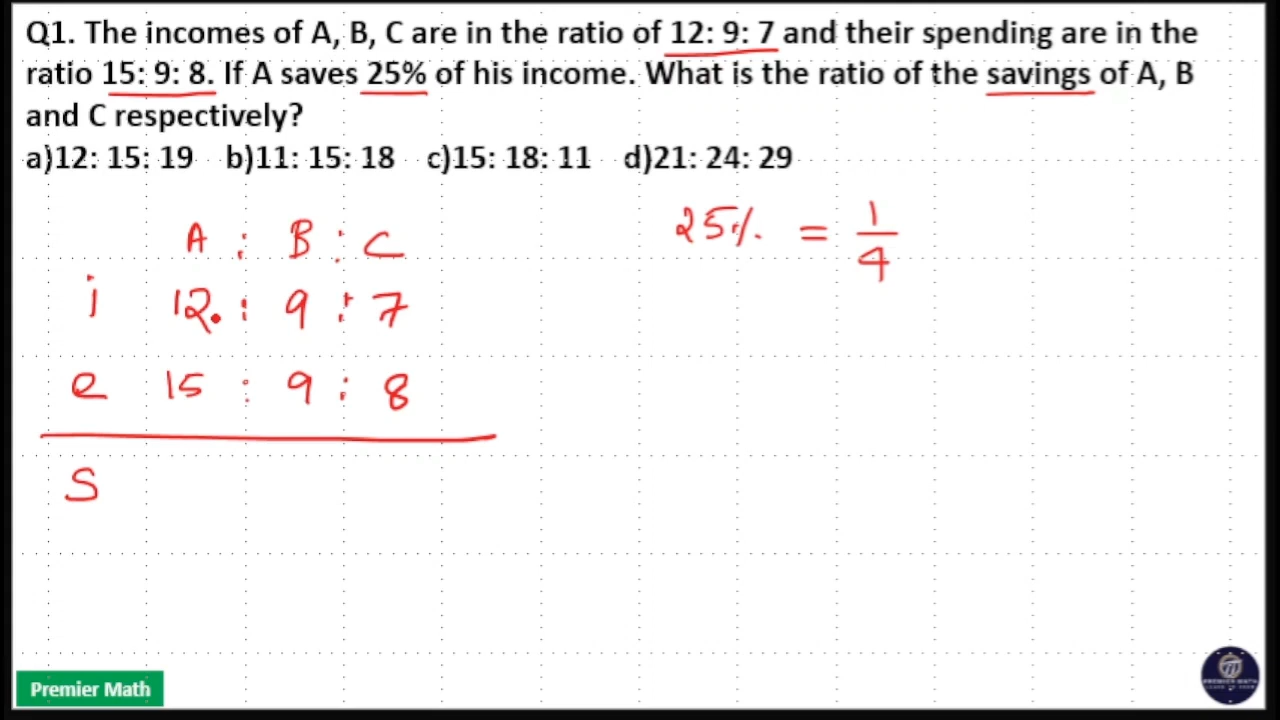 Q1. The incomes of A, B, C are in the ratio of 12: 9: 7 and their spending are in the
ratio 15: 9: 8. If A saves 25% of his income. What is the ratio of the savings of A, B
and C respectively?
a)12: 15: 19 b)11: 15: 18 c)15: 18: 11 d)21: 24: 29
A : B : C
25% = 1/4
i 12. : 9 : 7
e 15 : 9 : 8
S
Premier Math
PREMIER MATH